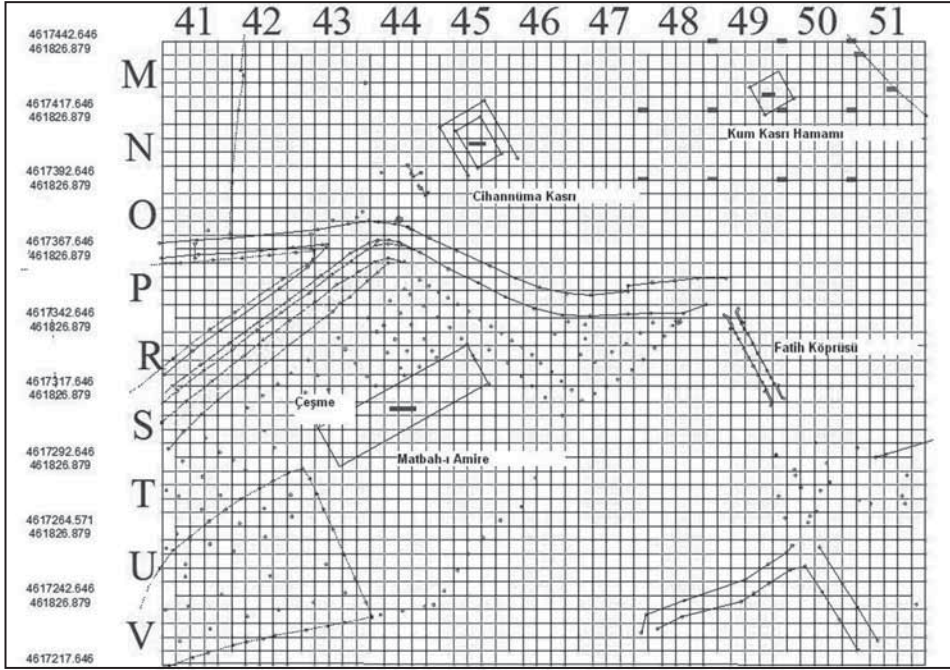 41 42 43 44 45 46 47 48 49 50 51
4617442.646
461826.879
M
4617417.646
461826.879
Kum Kasrı Hamamı
N
4617392.646
461826.879
Cihannüma Kasrı
O
4617367.646
461826.879
P
4617342.646
461826.879
Fatih Köprüsü
R
4617317.646
461826.879
Çeşme
S
4617292.646
461826.879
Matbah-ı Amire
T
4617264.571
461826.879
U
4617242.646
461826.879
V
4617217.646